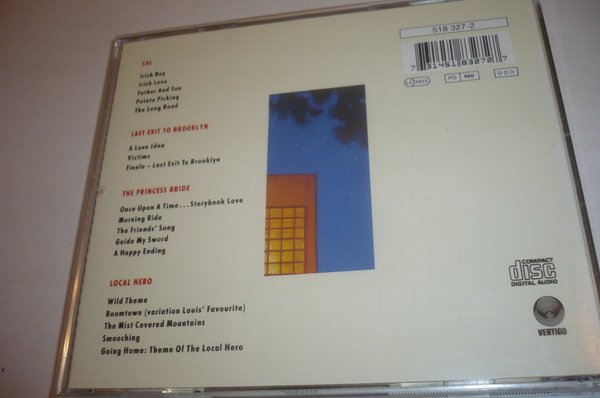 518 327-2
7 31451 83272 7
LC 1633
PG 900
DDD
CAL
Irish Boy
Irish Love
Father And Son
Potato Picking
The Long Road
LAST EXIT TO BROOKLYN
A Love Idea
Victims
Finale – Last Exit To Brooklyn
THE PRINCESS BRIDE
Once Upon A Time...Storybook Love
Morning Ride
The Friends' Song
Guide My Sword
A Happy Ending
LOCAL HERO
Wild Theme
Boomtown (variation Louis' Favourite)
The Mist Covered Mountains
Smooching
Going Home: Theme Of The Local Hero
COMPACT
disc
DIGITAL AUDIO
VERTIGO